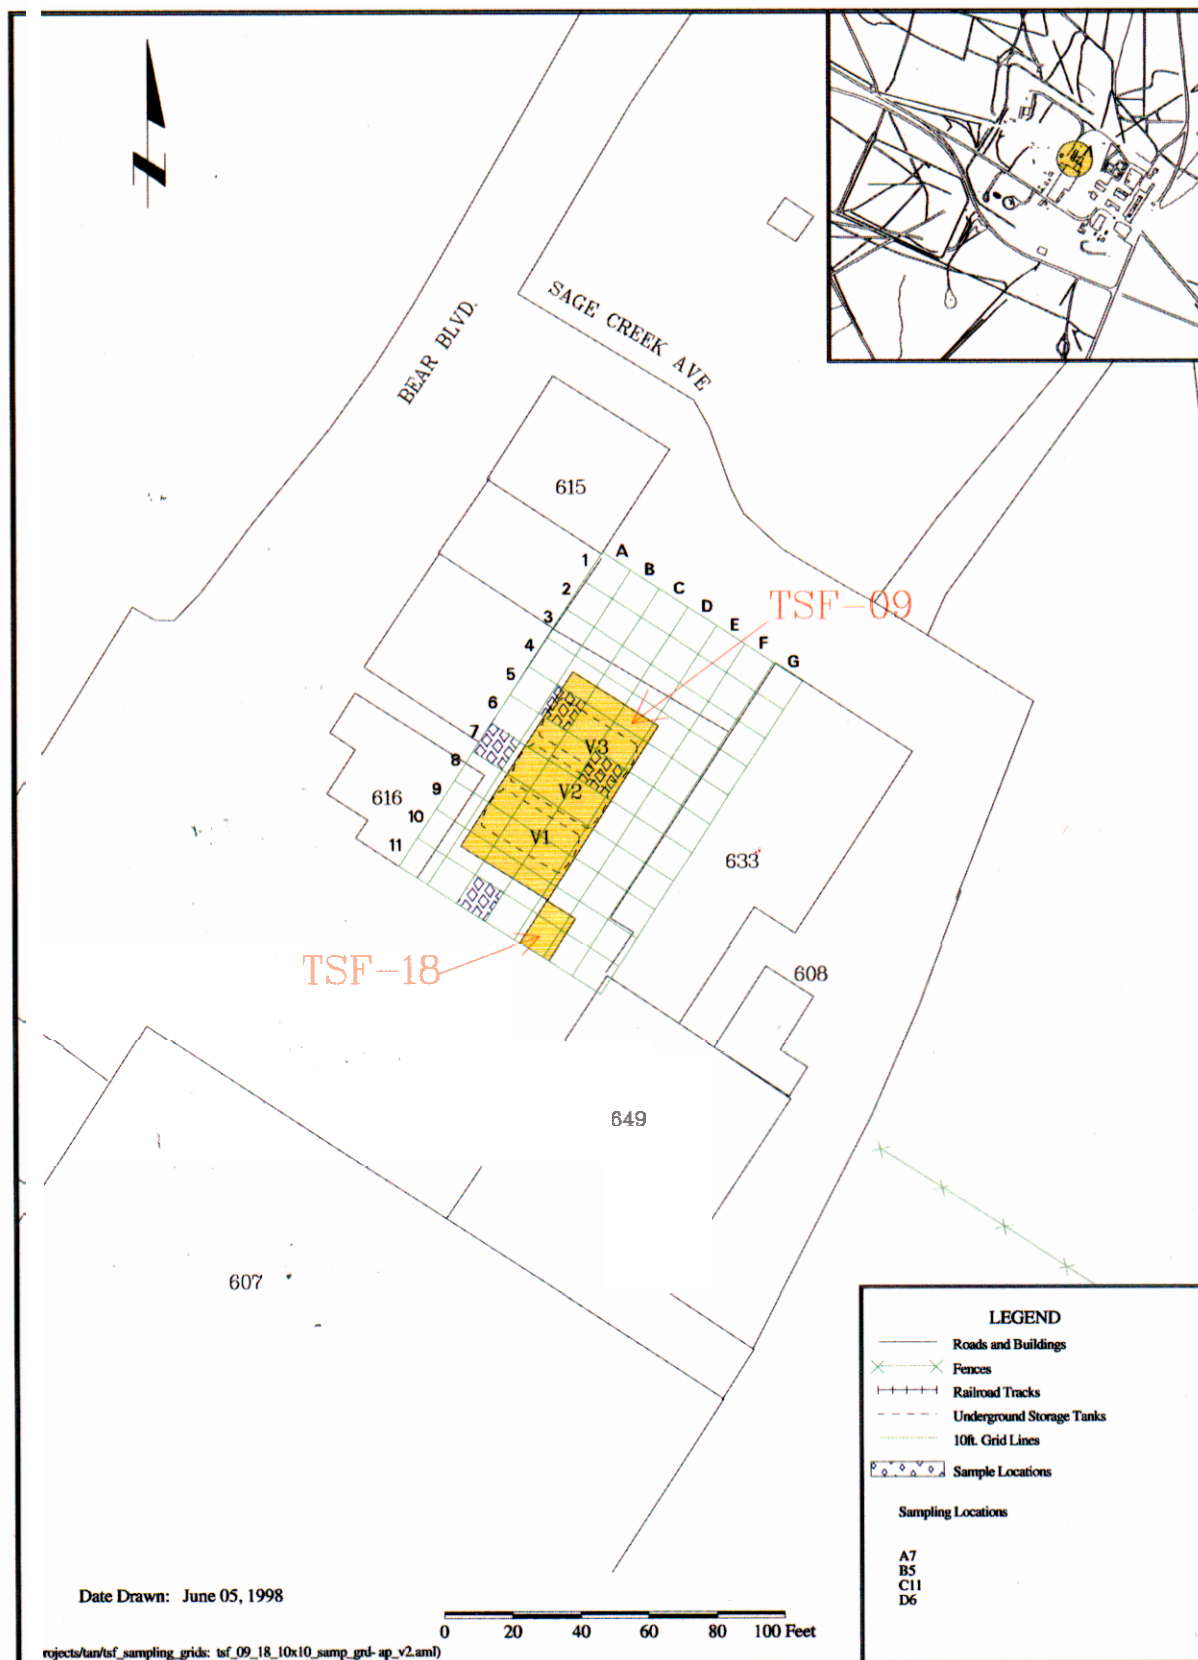 SAGE CREEK AVE
BEAR BLVD.
615
A
B
C
D
E
F
G
1
2
3
4
5
6
7
8
9
10
11
TSF-09
V3
V2
V1
616
633
TSF-18
608
649
607
LEGEND
Roads and Buildings
Fences
Railroad Tracks
Underground Storage Tanks
10ft. Grid Lines
Sample Locations
Sampling Locations
A7
B5
C11
D6
Date Drawn: June 05, 1998
0 20 40 60 80 100 Feet
rojects/tan/tsf_sampling_grids: tsf_09_18_10x10_samp_grd- ap_v2.aml)